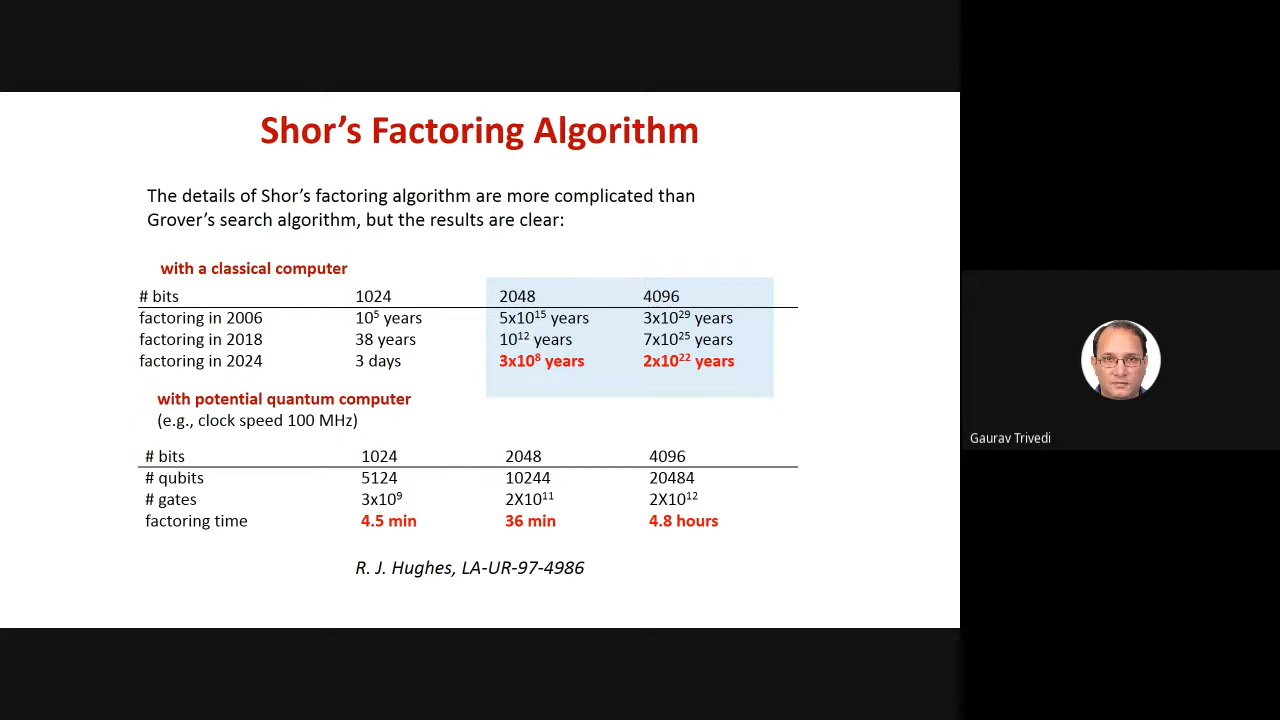 Shor's Factoring Algorithm
The details of Shor's factoring algorithm are more complicated than
Grover's search algorithm, but the results are clear:
with a classical computer
# bits 1024 2048 4096
factoring in 2006 10⁵ years 5x10¹⁵ years 3x10²⁹ years
factoring in 2018 38 years 10¹² years 7x10²⁵ years
factoring in 2024 3 days 3x10⁸ years 2x10²² years
with potential quantum computer
(e.g., clock speed 100 MHz)
# bits 1024 2048 4096
# qubits 5124 10244 20484
# gates 3x10⁹ 2X10¹¹ 2X10¹²
factoring time 4.5 min 36 min 4.8 hours
R. J. Hughes, LA-UR-97-4986
Gaurav Trivedi